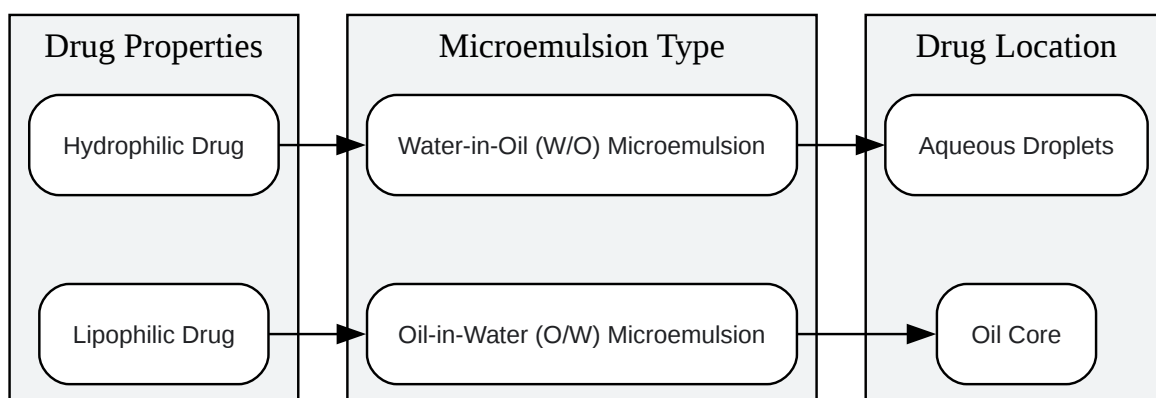 Drug Properties
Microemulsion Type
Drug Location
Hydrophilic Drug
Water-in-Oil (W/O) Microemulsion
Aqueous Droplets
Lipophilic Drug
Oil-in-Water (O/W) Microemulsion
Oil Core